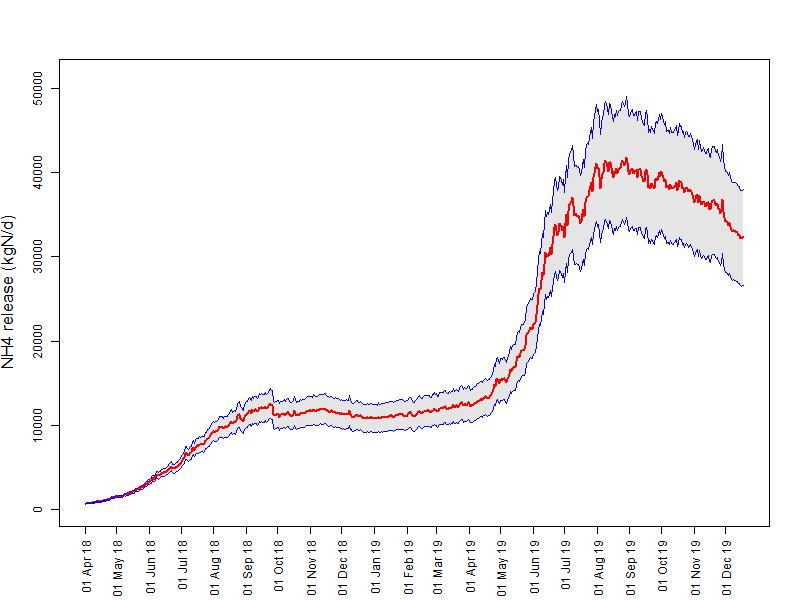 NH4 release (kgN/d)
50000
40000
30000
20000
10000
0
01 Apr 18
01 May 18
01 Jun 18
01 Jul 18
01 Aug 18
01 Sep 18
01 Oct 18
01 Nov 18
01 Dec 18
01 Jan 19
01 Feb 19
01 Mar 19
01 Apr 19
01 May 19
01 Jun 19
01 Jul 19
01 Aug 19
01 Sep 19
01 Oct 19
01 Nov 19
01 Dec 19